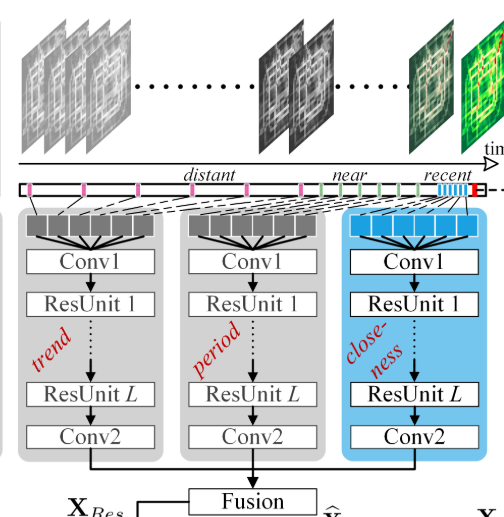 tim
distant near recent
Conv1 Conv1 Conv1
ResUnit 1 ResUnit 1 ResUnit 1
trend period close-
ness
ResUnit L ResUnit L ResUnit L
Conv2 Conv2 Conv2
Fusion
X_Res